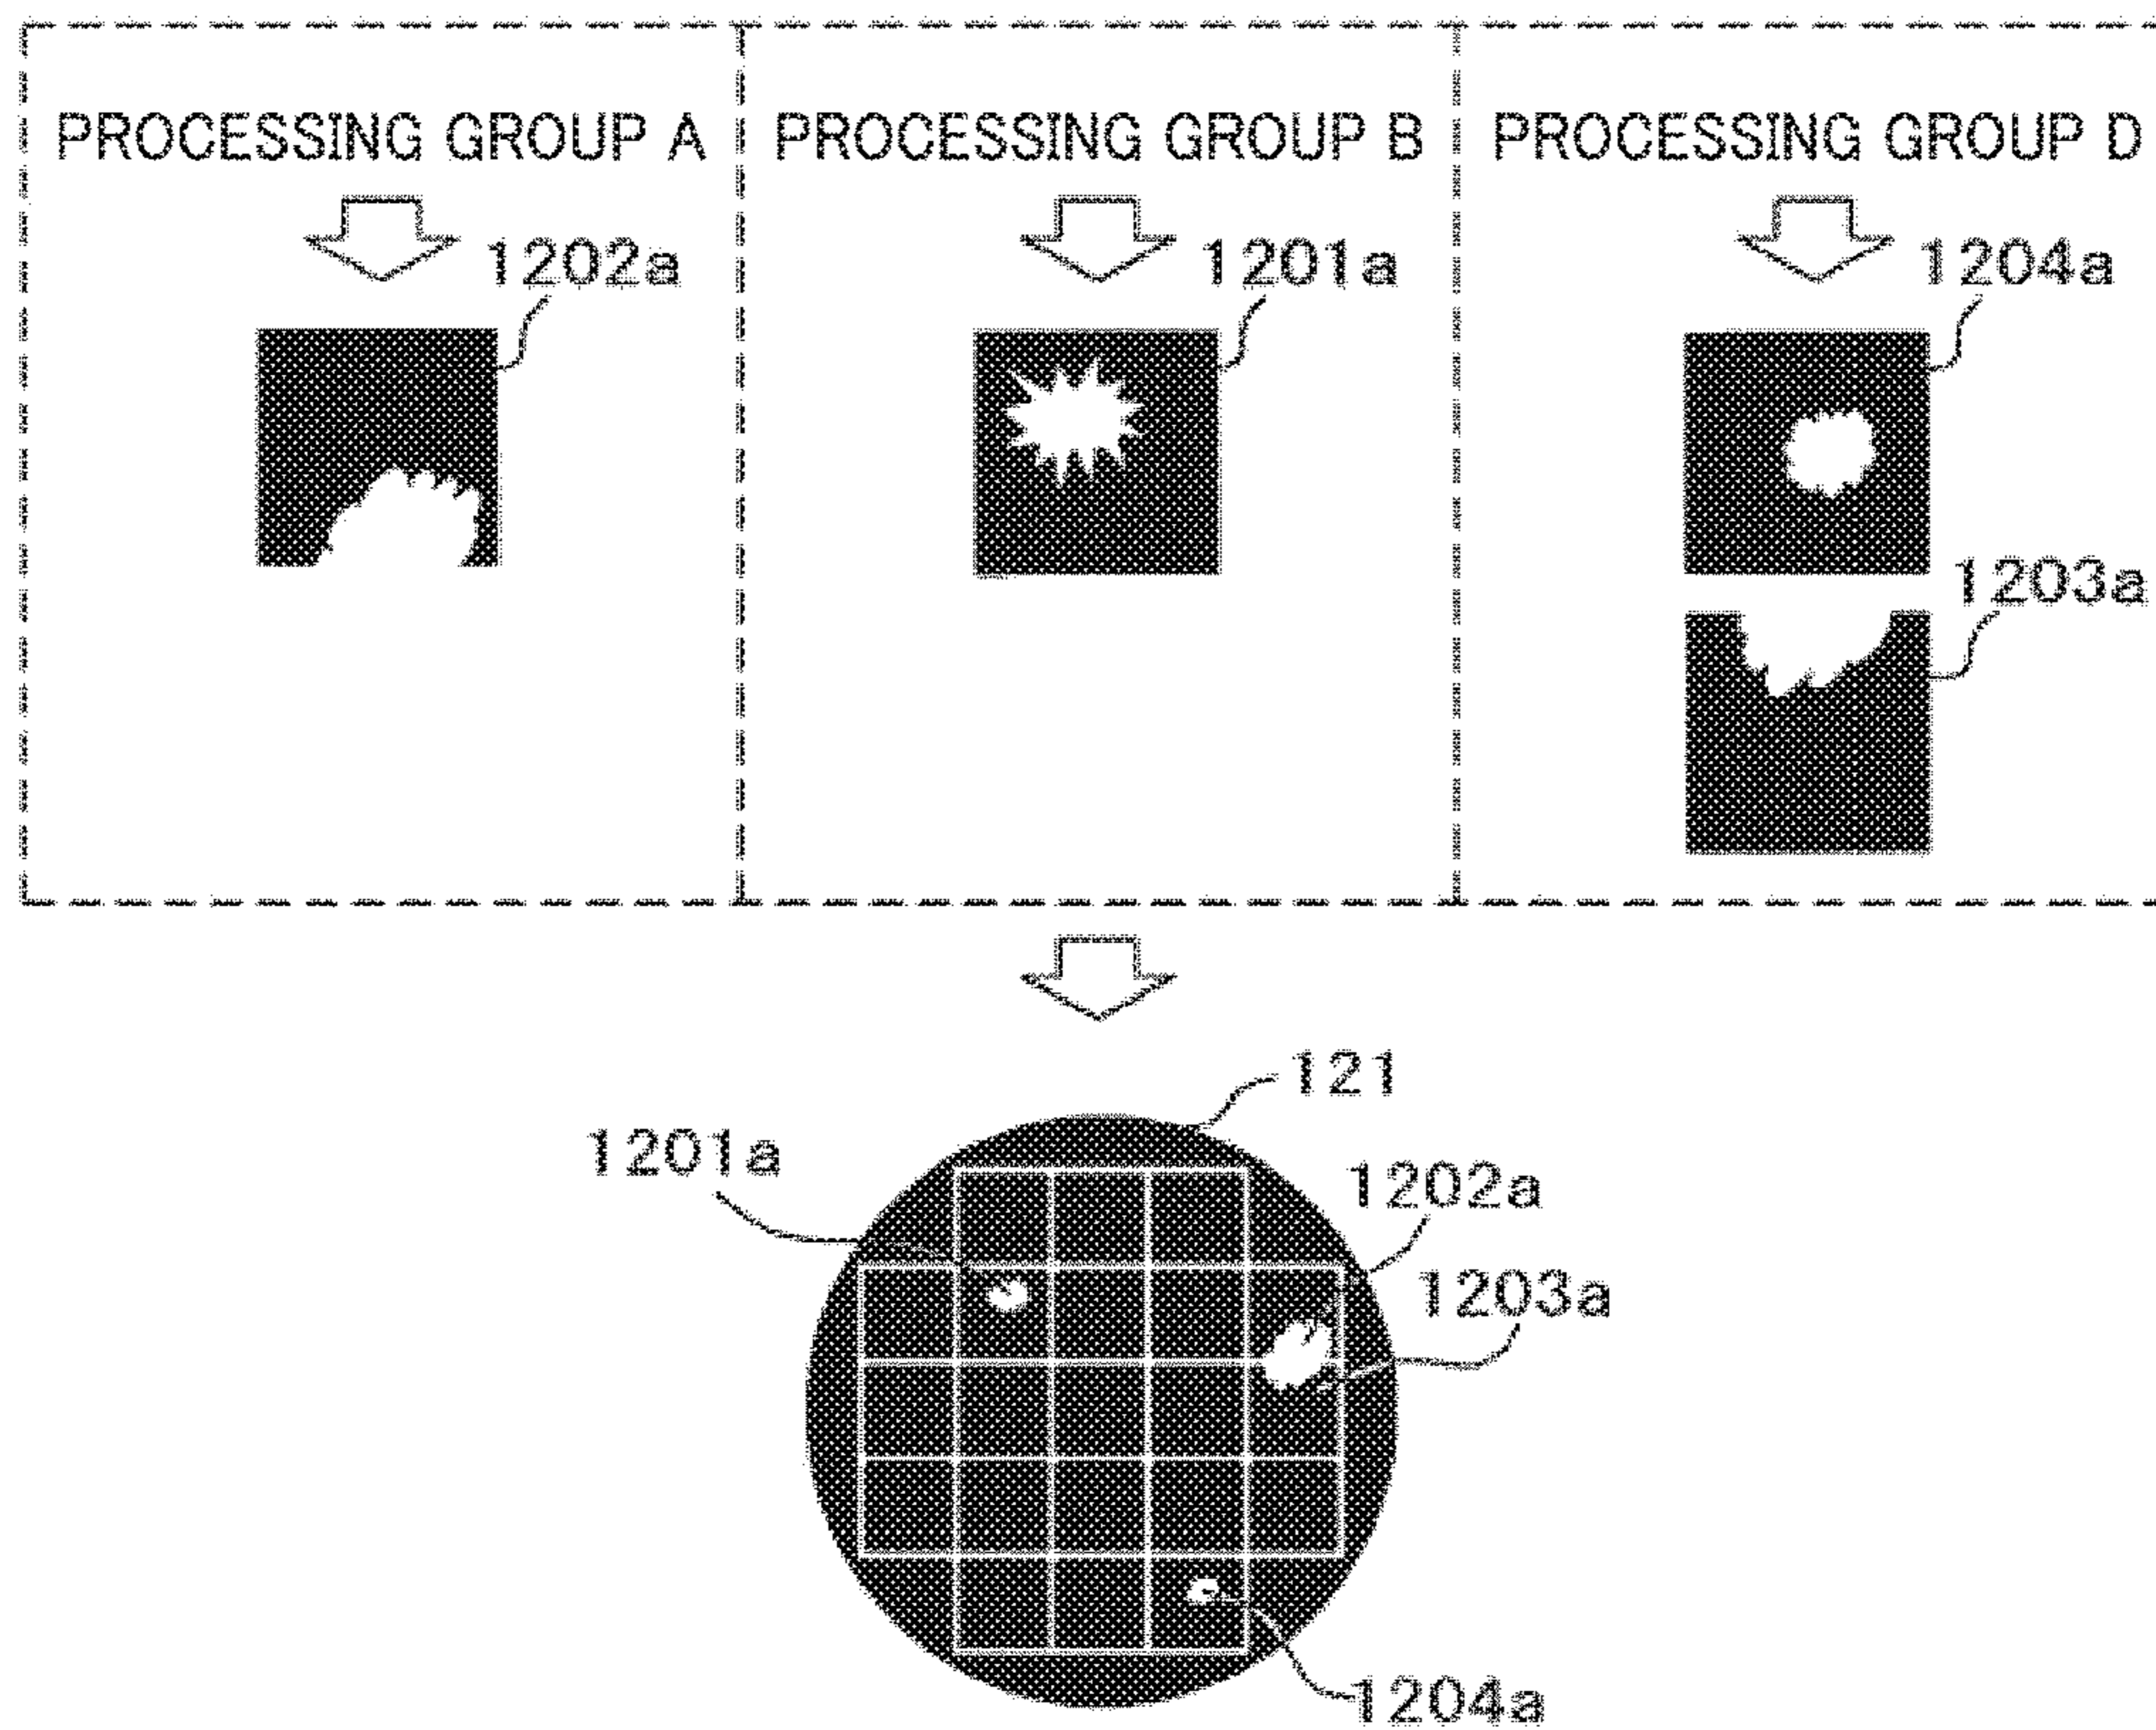 PROCESSING GROUP A
PROCESSING GROUP B
PROCESSING GROUP D
1202a
1201a
1204a
1203a
121
1201a
1202a
1203a
1204a